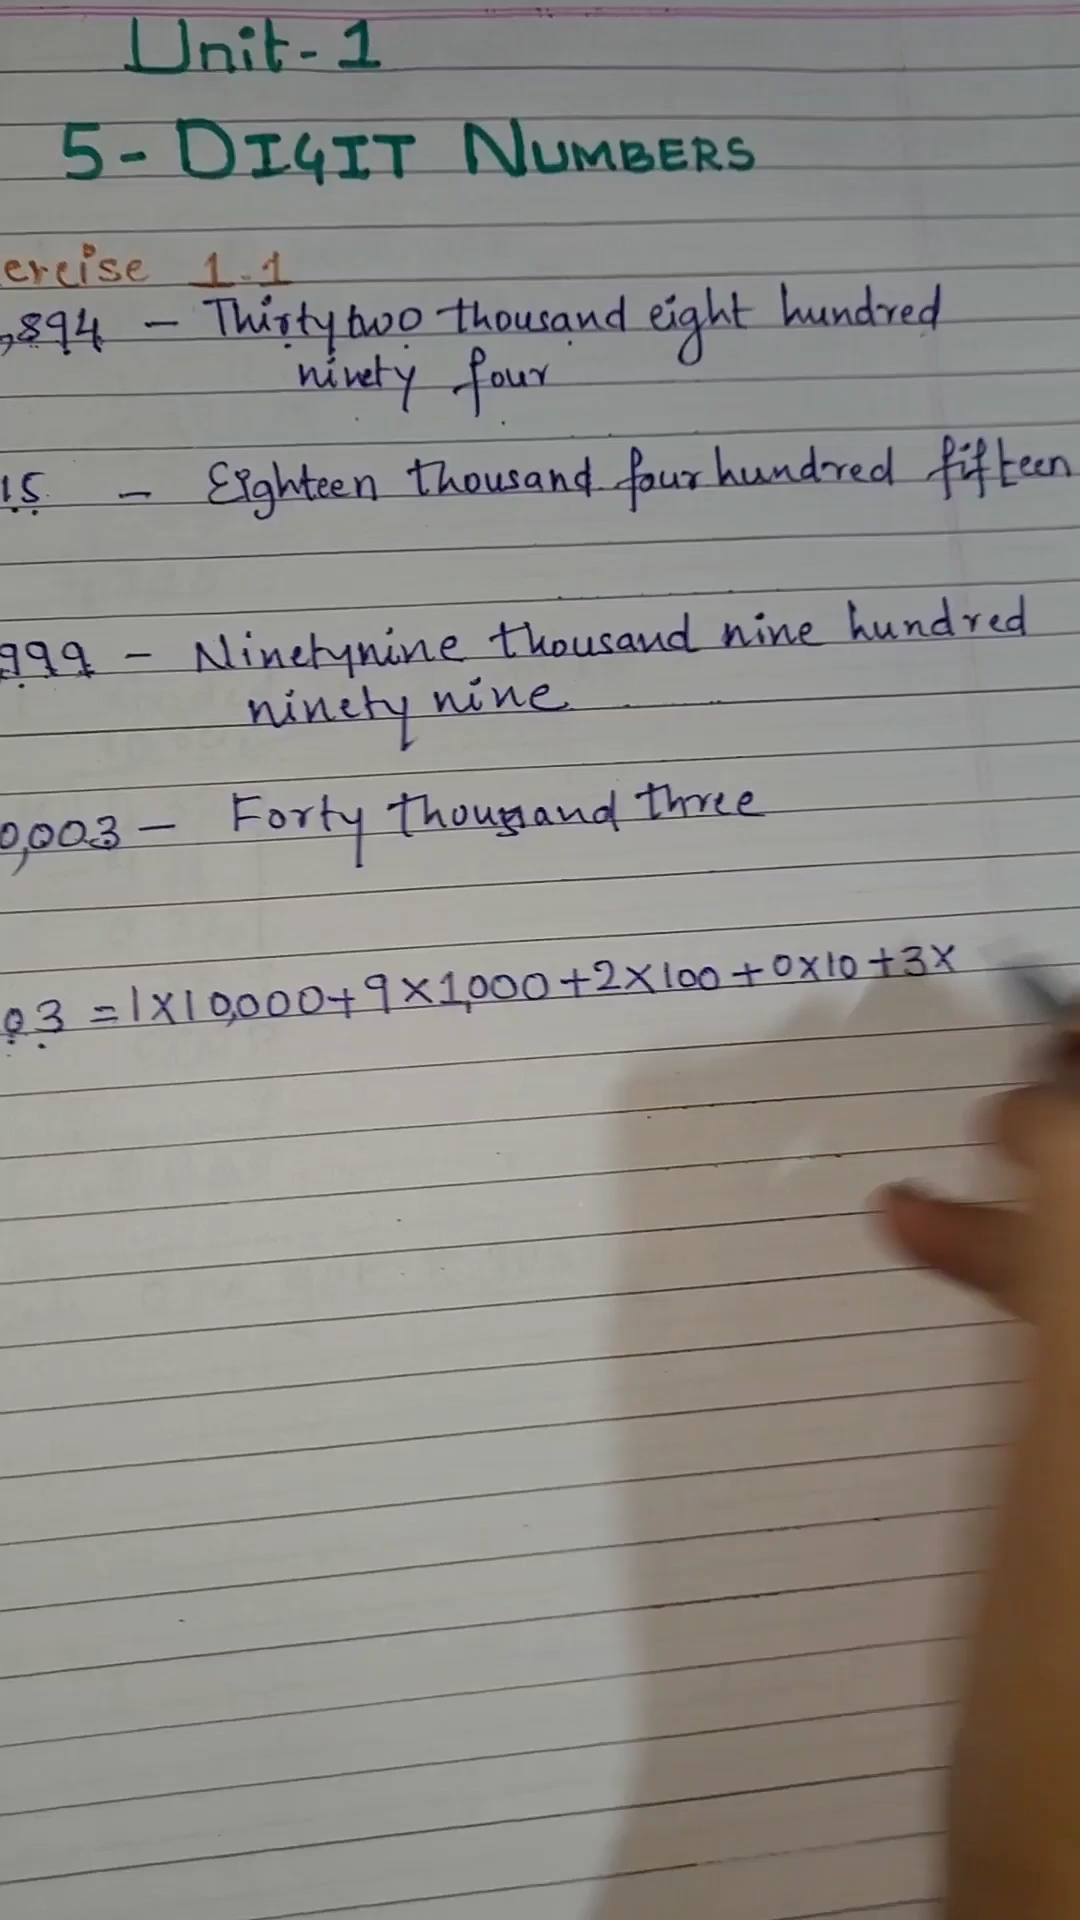 Unit-1
5-DIGIT NUMBERS
ercise 1.1
,894 - Thirty two thousand eight hundred
ninety four
15 - Eighteen thousand four hundred fifteen
999 - Ninetynine thousand nine hundred
ninety nine
0,003 - Forty thousand three
03 = 1×10,000+9×1,000+2×100+0×10+3×